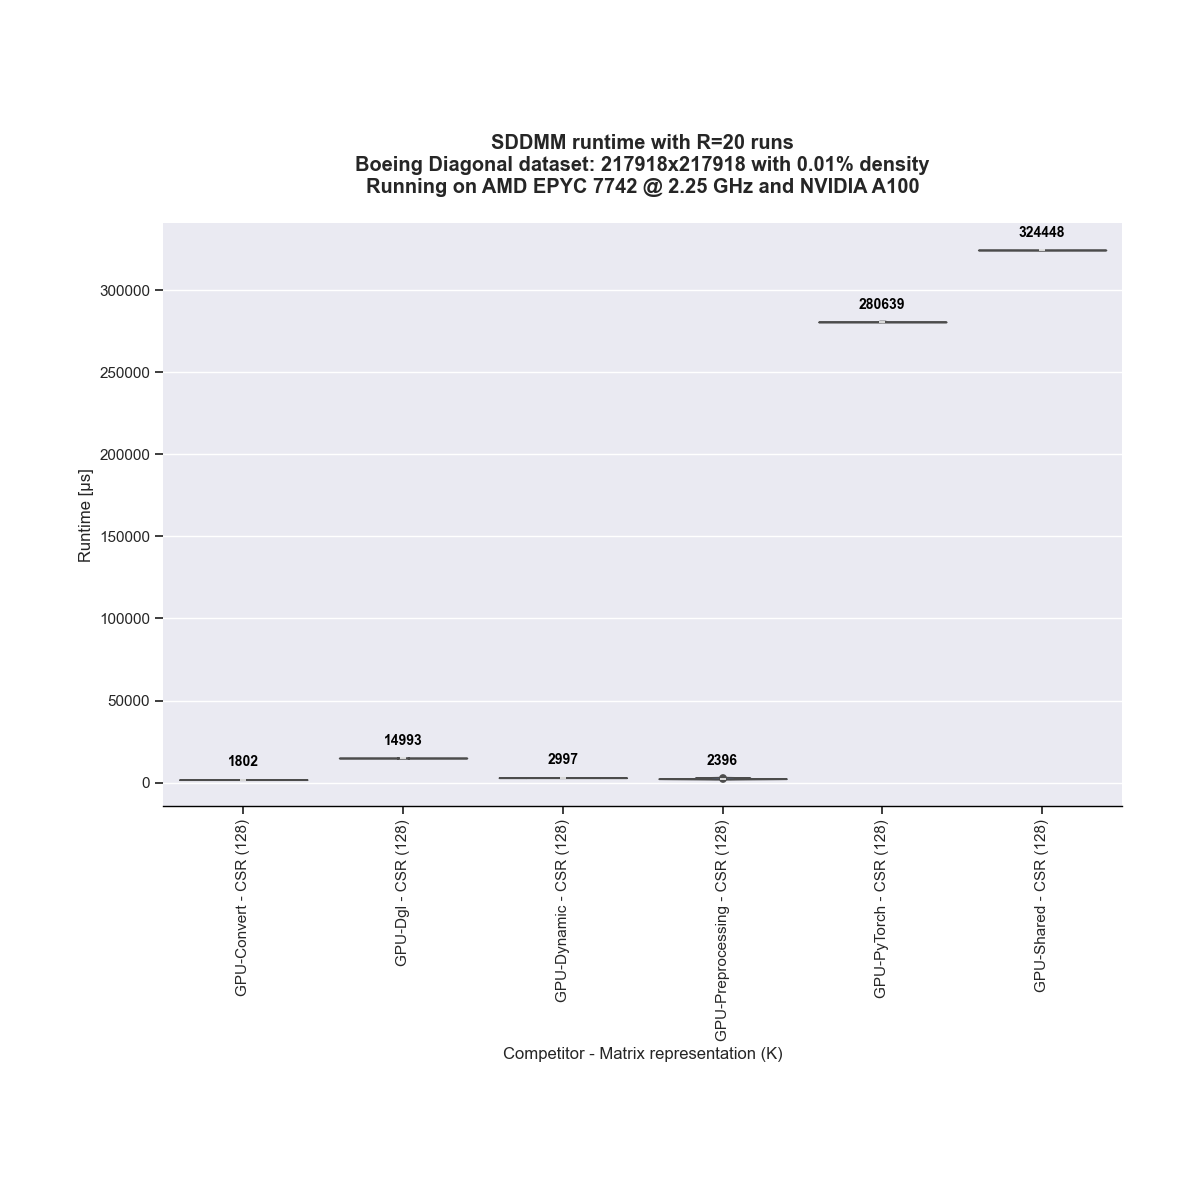 SDDMM runtime with R=20 runs
Boeing Diagonal dataset: 217918x217918 with 0.01% density
Running on AMD EPYC 7742 @ 2.25 GHz and NVIDIA A100
324448
300000
280639
250000
200000
Runtime [µs]
150000
100000
50000
14993
1802
2997
2396
0
GPU-Convert - CSR (128)
GPU-Dgl - CSR (128)
GPU-Dynamic - CSR (128)
GPU-Preprocessing - CSR (128)
GPU-PyTorch - CSR (128)
GPU-Shared - CSR (128)
Competitor - Matrix representation (K)